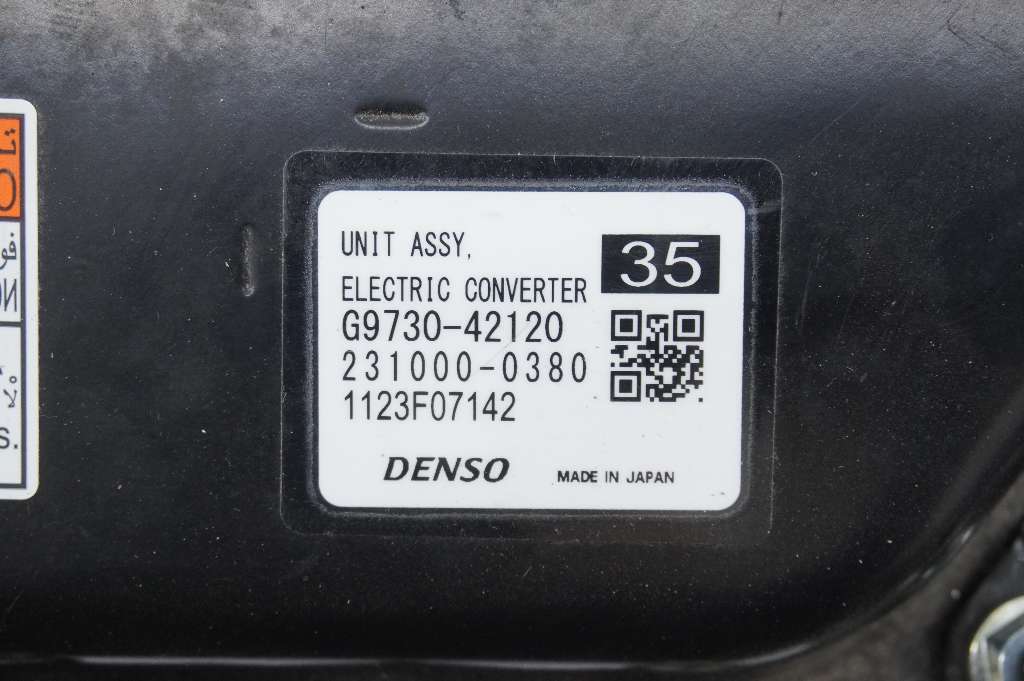 UNIT ASSY,
ELECTRIC CONVERTER
35
G9730-42120
231000-0380
1123F07142
DENSO
MADE IN JAPAN